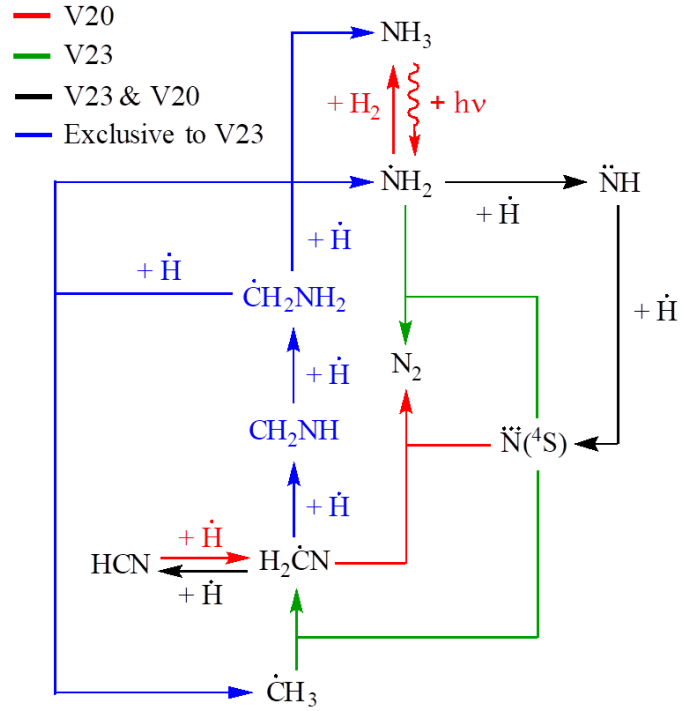 V20
V23
V23 & V20
Exclusive to V23
NH₃
+ H₂
+ hν
ṄH₂
N̈H
+ Ḣ
+ Ḣ
+ Ḣ
+ Ḣ
ĊH₂NH₂
+ Ḣ
N₂
CH₂NH
N⃛(⁴S)
+ Ḣ
+ Ḣ
HCN
H₂ĊN
+ Ḣ
ĊH₃